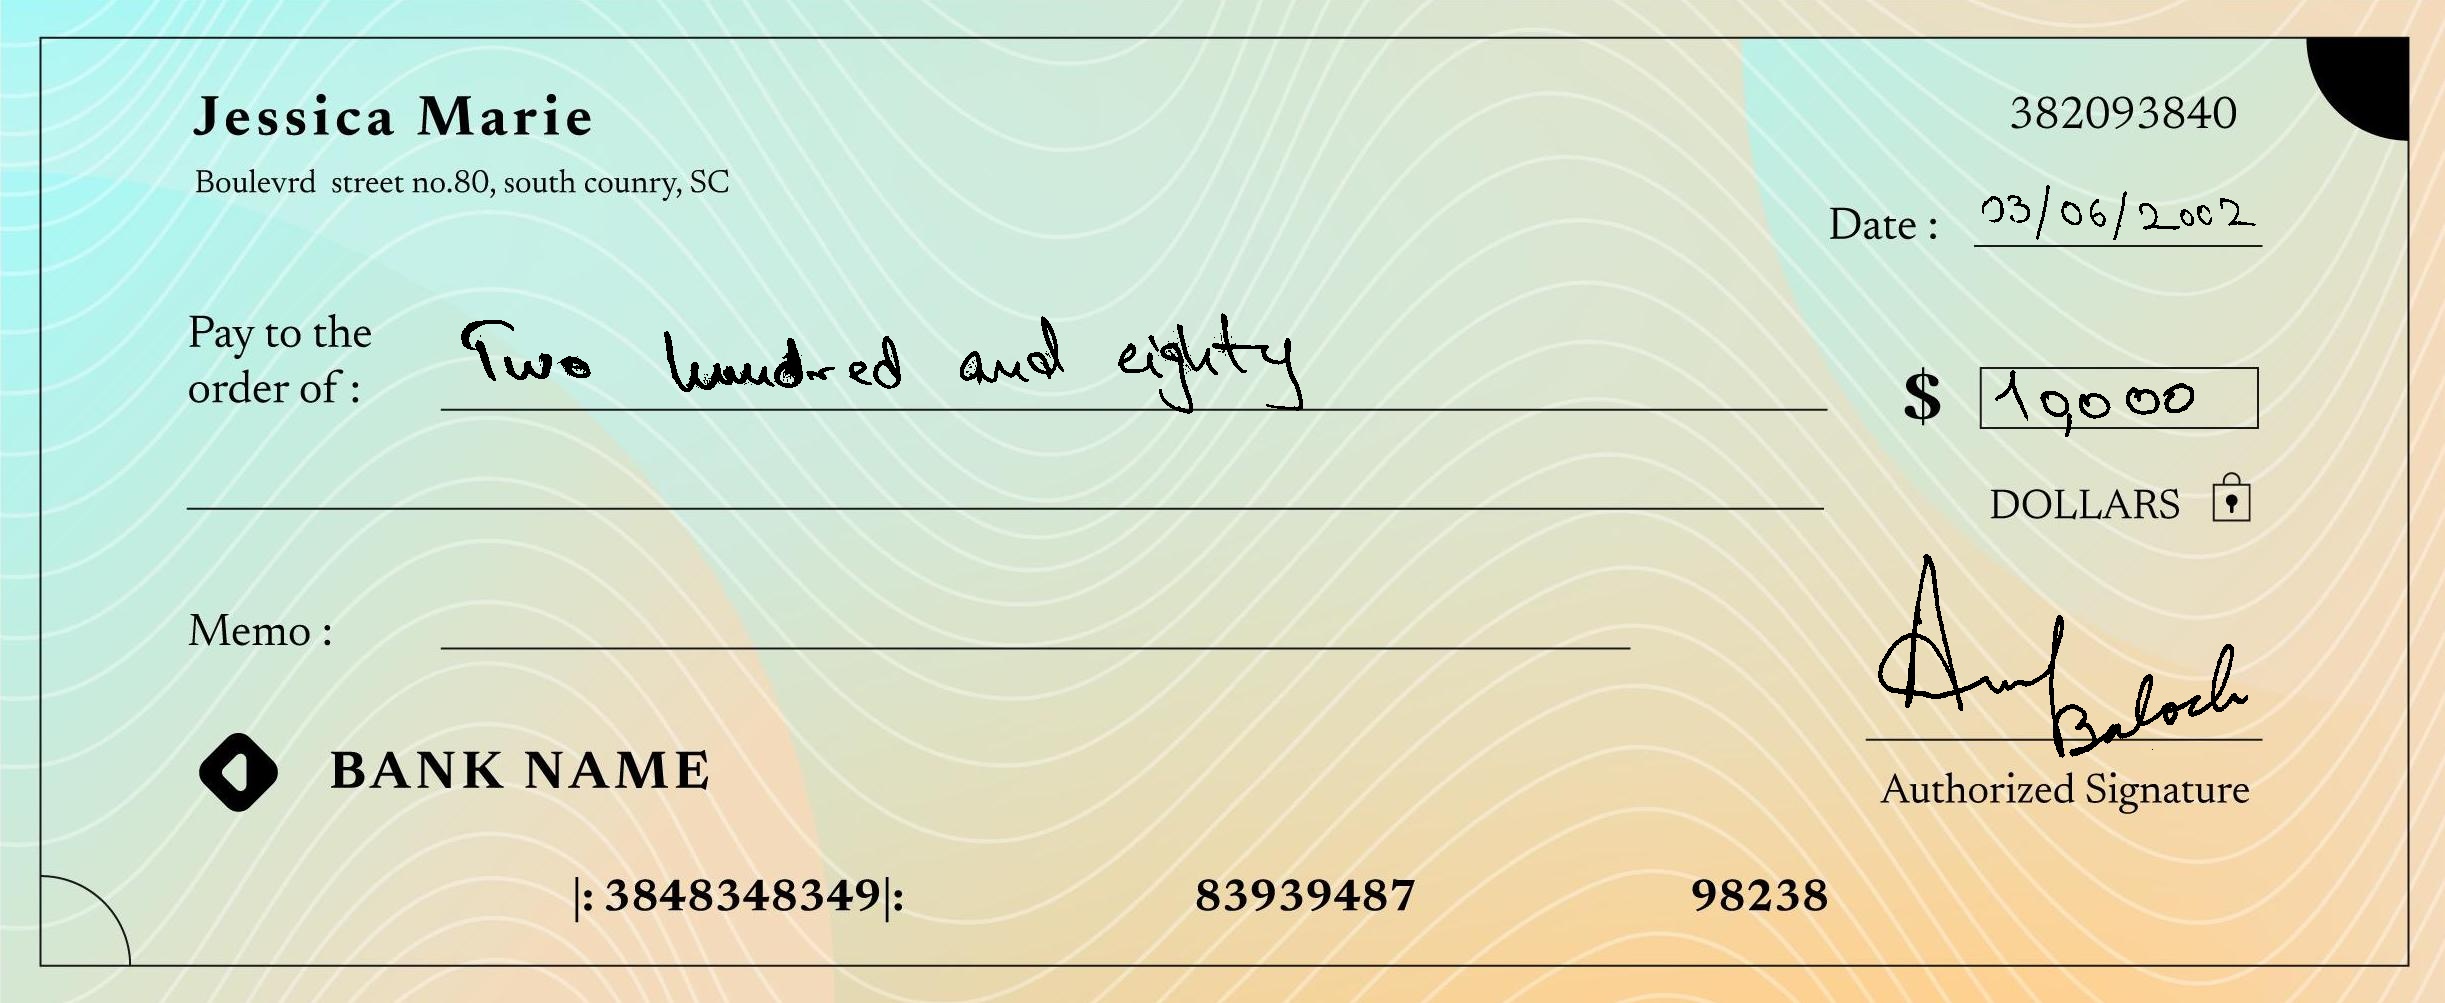 Jessica Marie
382093840
Boulevrd street no.80, south counry, SC
Date : 03/06/2002
Pay to the
order of : Two hundred and eighty
$ 10,000
DOLLARS
Memo :
Baloch
BANK NAME
Authorized Signature
|: 3848348349|: 83939487 98238